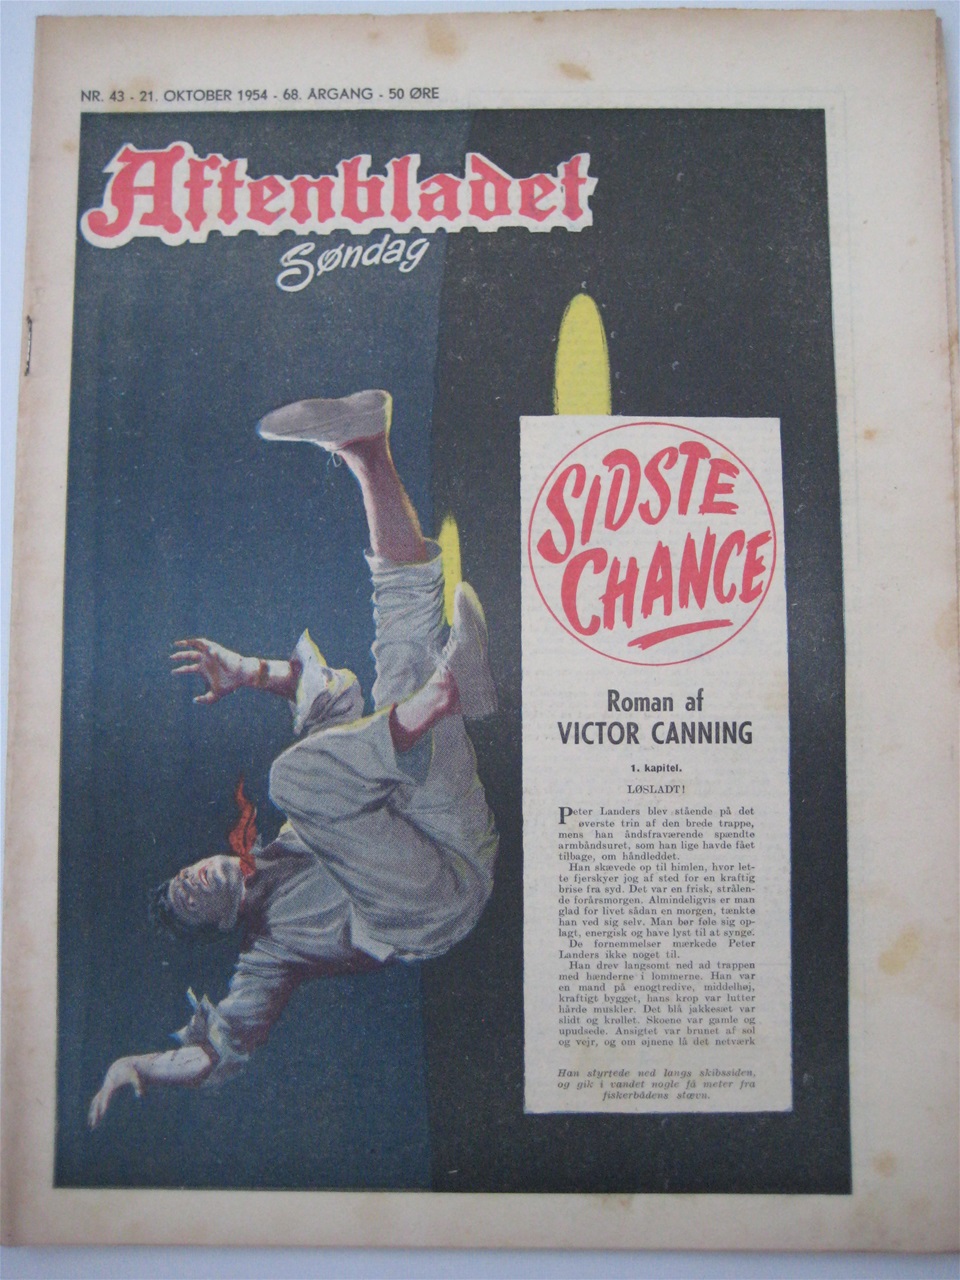 NR. 43 - 21. OKTOBER 1954 - 68. ÅRGANG - 50 ØRE
Aftenbladet
Søndag
SIDSTE
CHANCE
Roman af
VICTOR CANNING
1. kapitel.
LØSLADT!
Peter Landers blev stående på det
øverste trin af den brede trappe,
mens han åndsfraværende spændte
armbåndsuret, som han lige havde fået
tilbage, om håndleddet.
Han skævede op til himlen, hvor let-
te fjerskyer jog af sted for en kraftig
brise fra syd. Det var en frisk, strålen-
de forårsmorgen. Almindeligvis er man
glad for livet sådan en morgen, tænkte
han ved sig selv. Man bør føle sig op-
lagt, energisk og have lyst til at synge.
De fornemmelser mærkede Peter
Landers ikke noget til.
Han drev langsomt ned ad trappen
med hænderne i lommerne. Han var
en mand på enogtredive, middelhøj,
kraftigt bygget, hans krop var lutter
hårde muskler. Det blå jakkesæt var
slidt og krøllet. Skoene var gamle og
upudsede. Ansigtet var brunet af sol
og vejr, og om øjnene lå det netværk
Han styrtede ned langs skibssiden,
og gik i vandet nogle få meter fra
fiskerbådens stævn.